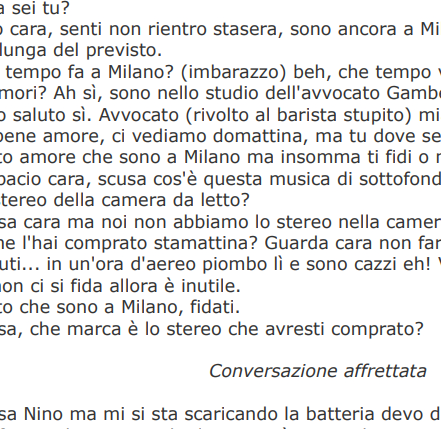 a sei tu?
o cara, senti non rientro stasera, sono ancora a Mi
lunga del previsto.
tempo fa a Milano? (imbarazzo) beh, che tempo v
mori? Ah sì, sono nello studio dell'avvocato Gamb
o saluto sì. Avvocato (rivolto al barista stupito) mi
bene amore, ci vediamo domattina, ma tu dove se
to amore che sono a Milano ma insomma ti fidi o n
bacio cara, scusa cos'è questa musica di sottofond
stereo della camera da letto?
sa cara ma noi non abbiamo lo stereo nella camer
ne l'hai comprato stamattina? Guarda cara non far
uti... in un'ora d'aereo piombo lì e sono cazzi eh! V
non ci si fida allora è inutile.
to che sono a Milano, fidati.
sa, che marca è lo stereo che avresti comprato?
Conversazione affrettata
sa Nino ma mi si sta scaricando la batteria devo d